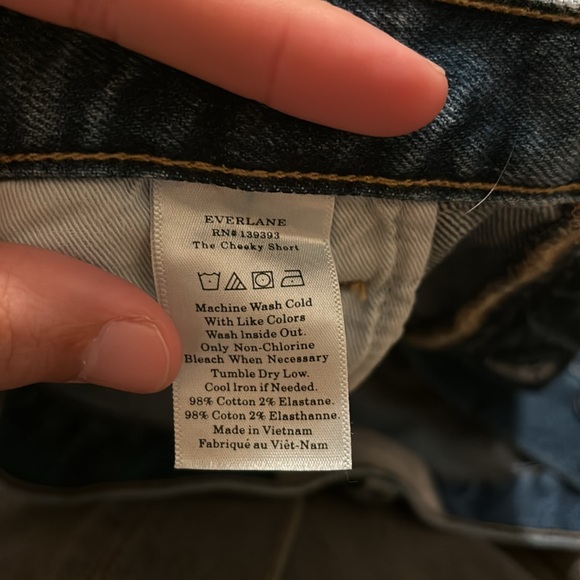 EVERLANE
RN# 139393
The Cheeky Short
Machine Wash Cold
With Like Colors
Wash Inside Out.
Only Non-Chlorine
Bleach When Necessary
Tumble Dry Low.
Cool Iron if Needed.
98% Cotton 2% Elastane.
98% Coton 2% Elasthanne.
Made in Vietnam
Fabriqué au Viêt-Nam